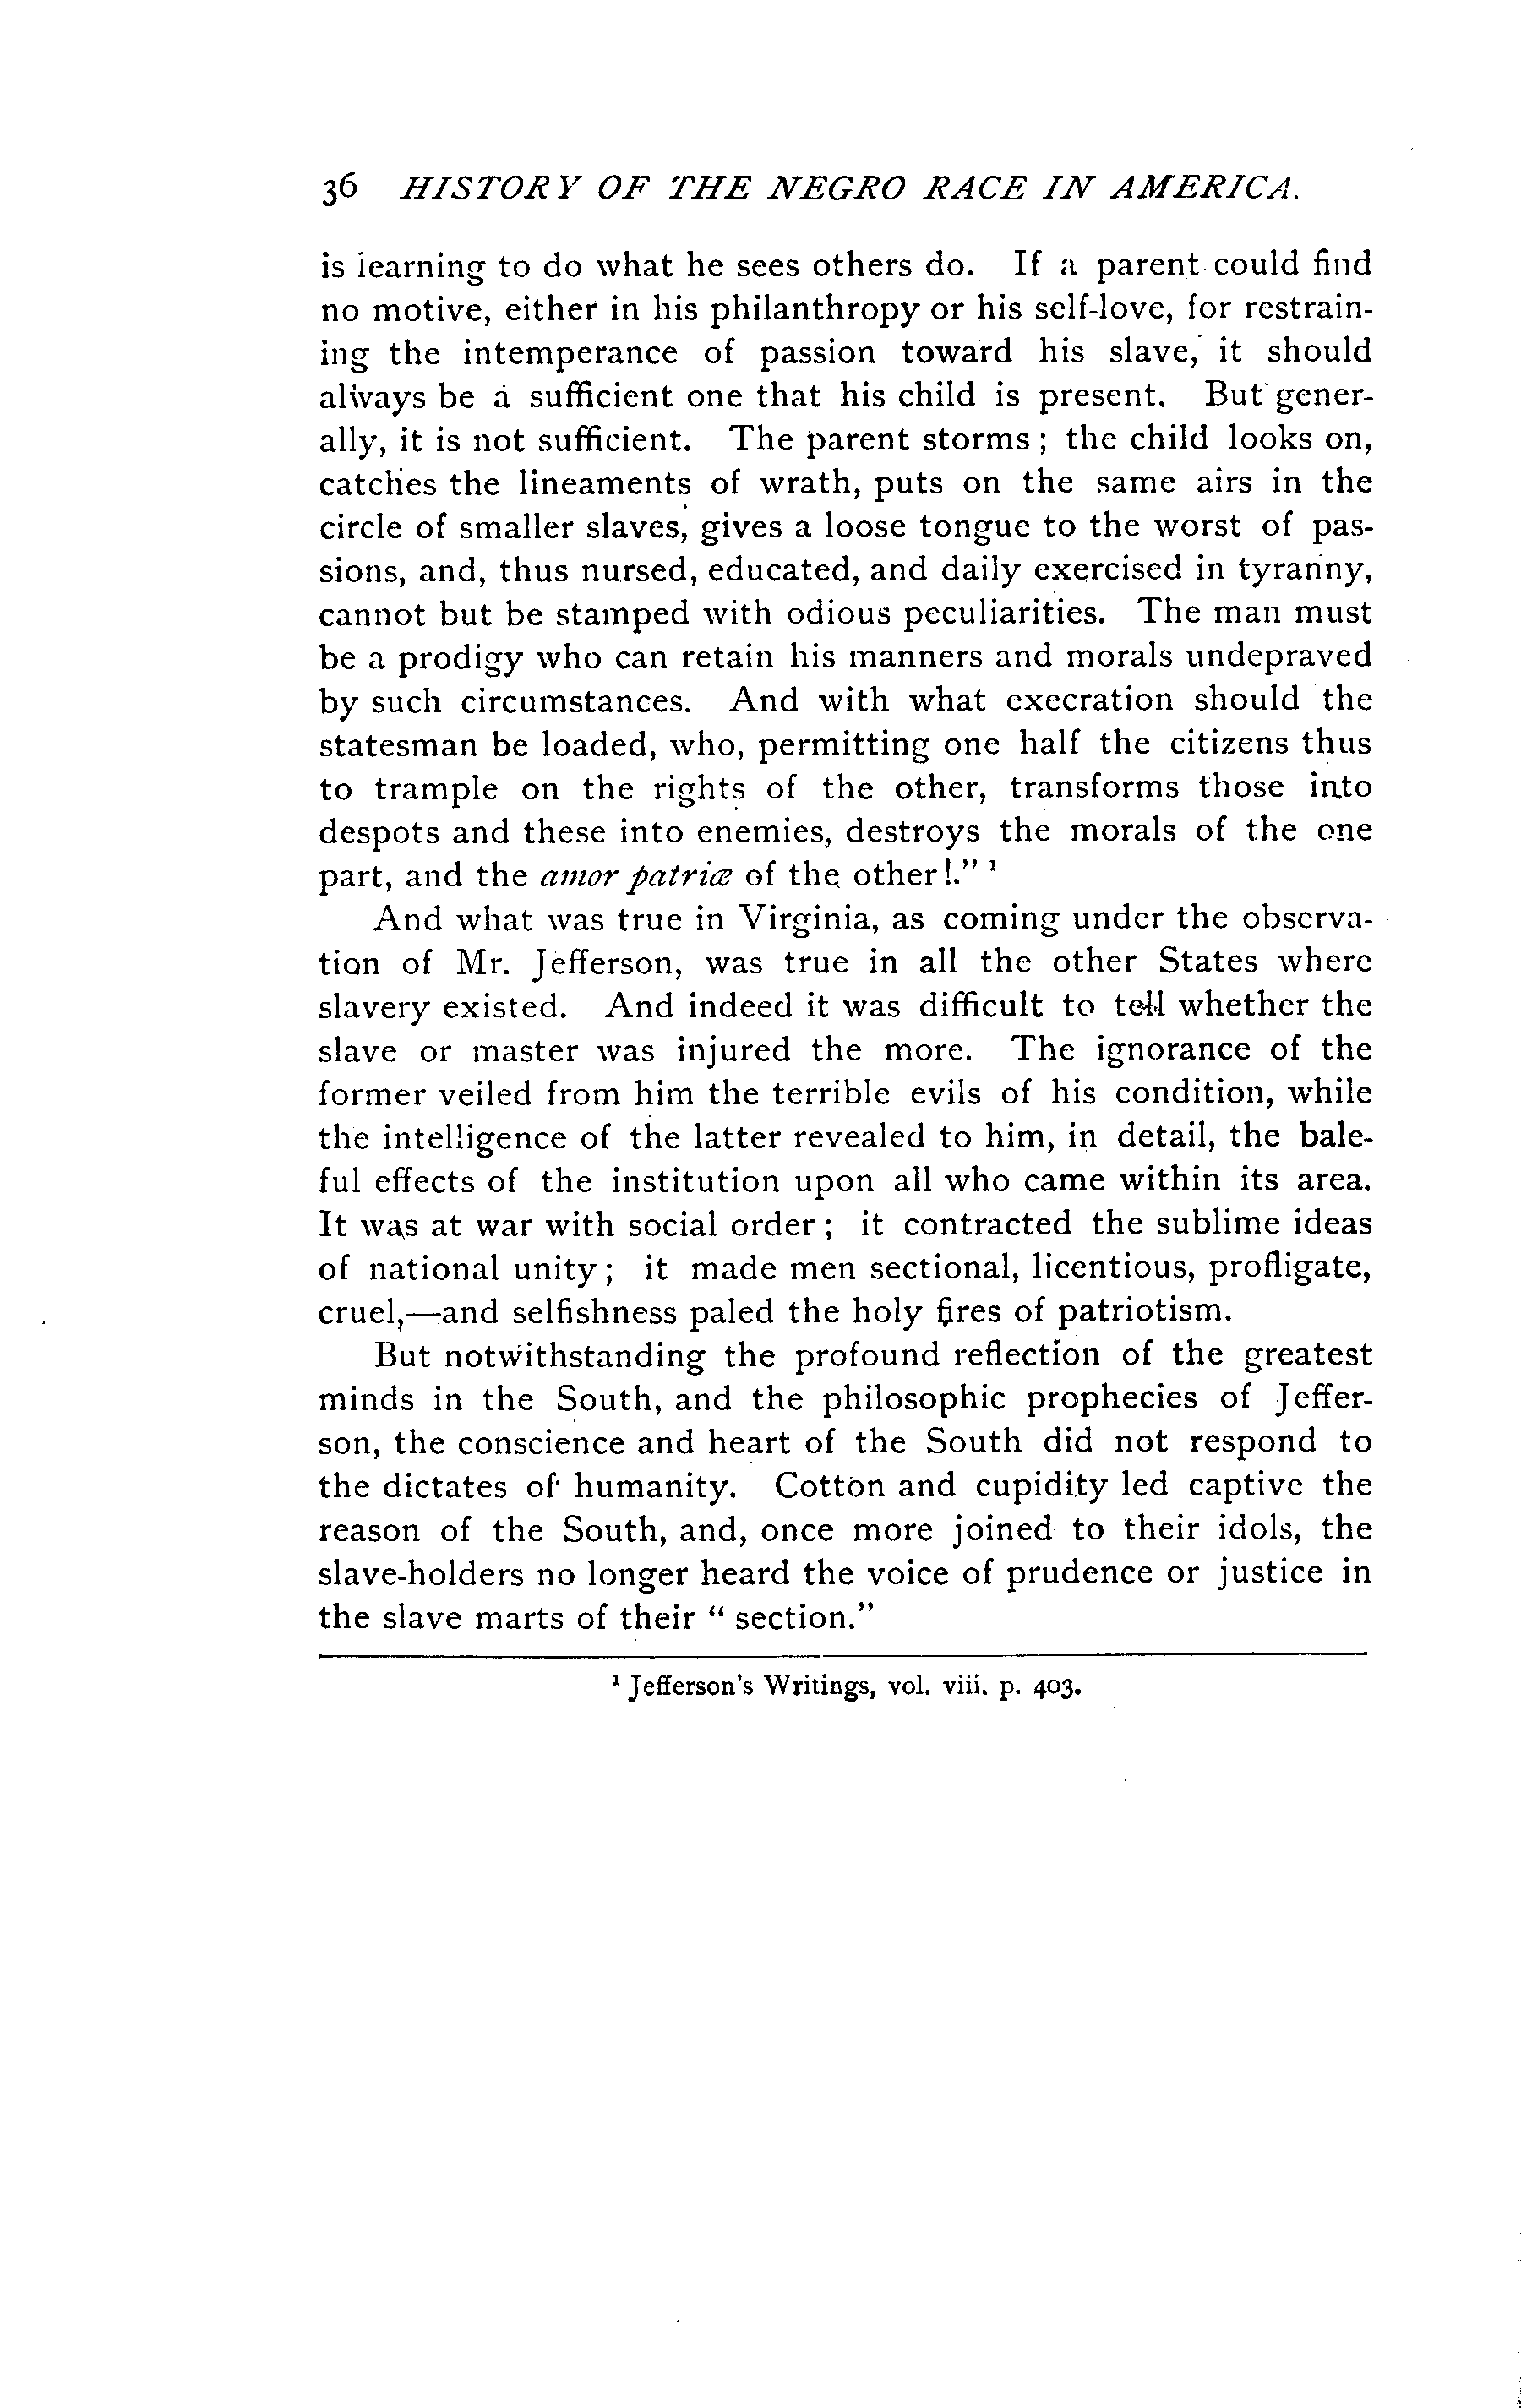 36 HISTORY OF THE NEGRO RACE IN AMERICA.
is learning to do what he sees others do. If a parent could find
no motive, either in his philanthropy or his self-love, for restrain-
ing the intemperance of passion toward his slave, it should
always be a sufficient one that his child is present. But gener-
ally, it is not sufficient. The parent storms ; the child looks on,
catches the lineaments of wrath, puts on the same airs in the
circle of smaller slaves, gives a loose tongue to the worst of pas-
sions, and, thus nursed, educated, and daily exercised in tyranny,
cannot but be stamped with odious peculiarities. The man must
be a prodigy who can retain his manners and morals undepraved
by such circumstances. And with what execration should the
statesman be loaded, who, permitting one half the citizens thus
to trample on the rights of the other, transforms those into
despots and these into enemies, destroys the morals of the one
part, and the amor patriæ of the other!." ¹
And what was true in Virginia, as coming under the observa-
tion of Mr. Jefferson, was true in all the other States where
slavery existed. And indeed it was difficult to tell whether the
slave or master was injured the more. The ignorance of the
former veiled from him the terrible evils of his condition, while
the intelligence of the latter revealed to him, in detail, the bale-
ful effects of the institution upon all who came within its area.
It was at war with social order ; it contracted the sublime ideas
of national unity ; it made men sectional, licentious, profligate,
cruel,—and selfishness paled the holy fires of patriotism.
But notwithstanding the profound reflection of the greatest
minds in the South, and the philosophic prophecies of Jeffer-
son, the conscience and heart of the South did not respond to
the dictates of humanity. Cotton and cupidity led captive the
reason of the South, and, once more joined to their idols, the
slave-holders no longer heard the voice of prudence or justice in
the slave marts of their " section."
¹ Jefferson's Writings, vol. viii. p. 403.